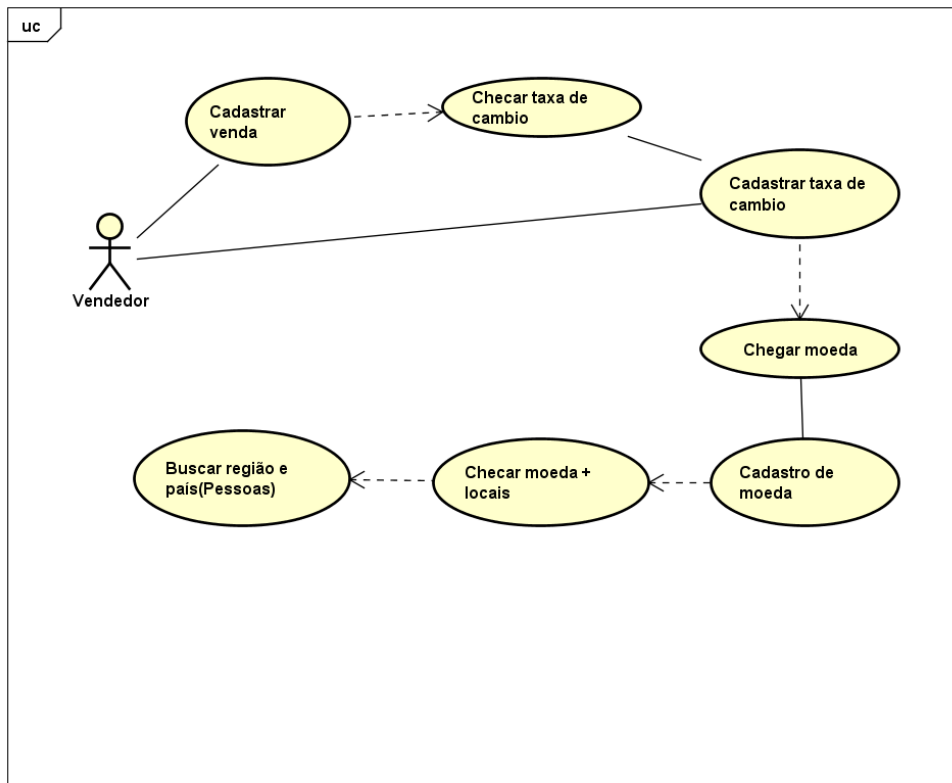 uc
Cadastrar
venda
Checar taxa de
cambio
Cadastrar taxa de
cambio
Vendedor
Chegar moeda
Buscar região e
país(Pessoas)
Checar moeda +
locais
Cadastro de
moeda